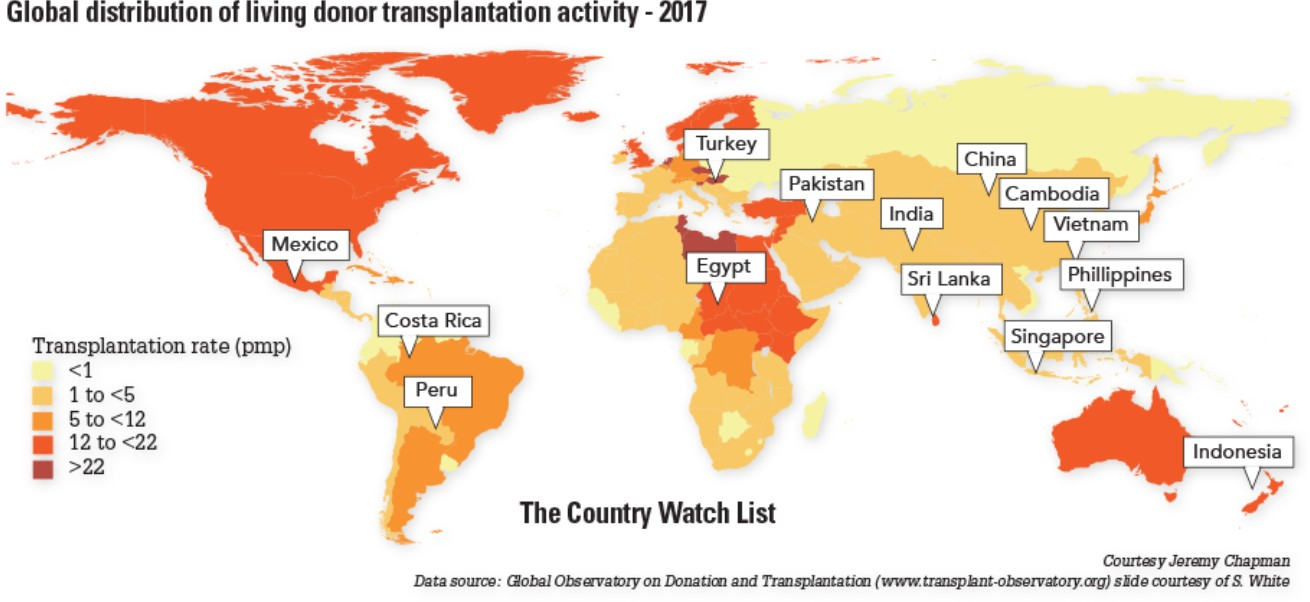 Global distribution of living donor transplantation activity - 2017
Turkey
China
Pakistan
Cambodia
India
Vietnam
Mexico
Egypt
Sri Lanka
Phillippines
Costa Rica
Singapore
Transplantation rate (pmp)
<1
1 to <5
5 to <12
12 to <22
>22
Peru
Indonesia
The Country Watch List
Courtesy Jeremy Chapman
Data source: Global Observatory on Donation and Transplantation (www.transplant-observatory.org) slide courtesy of S. White